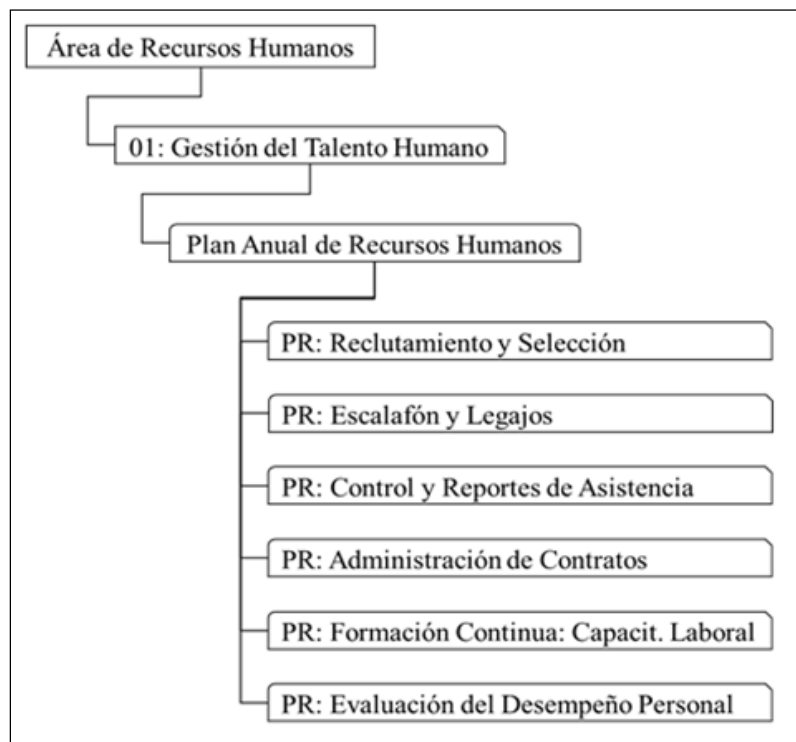 Área de Recursos Humanos
01: Gestión del Talento Humano
Plan Anual de Recursos Humanos
PR: Reclutamiento y Selección
PR: Escalafón y Legajos
PR: Control y Reportes de Asistencia
PR: Administración de Contratos
PR: Formación Continua: Capacit. Laboral
PR: Evaluación del Desempeño Personal